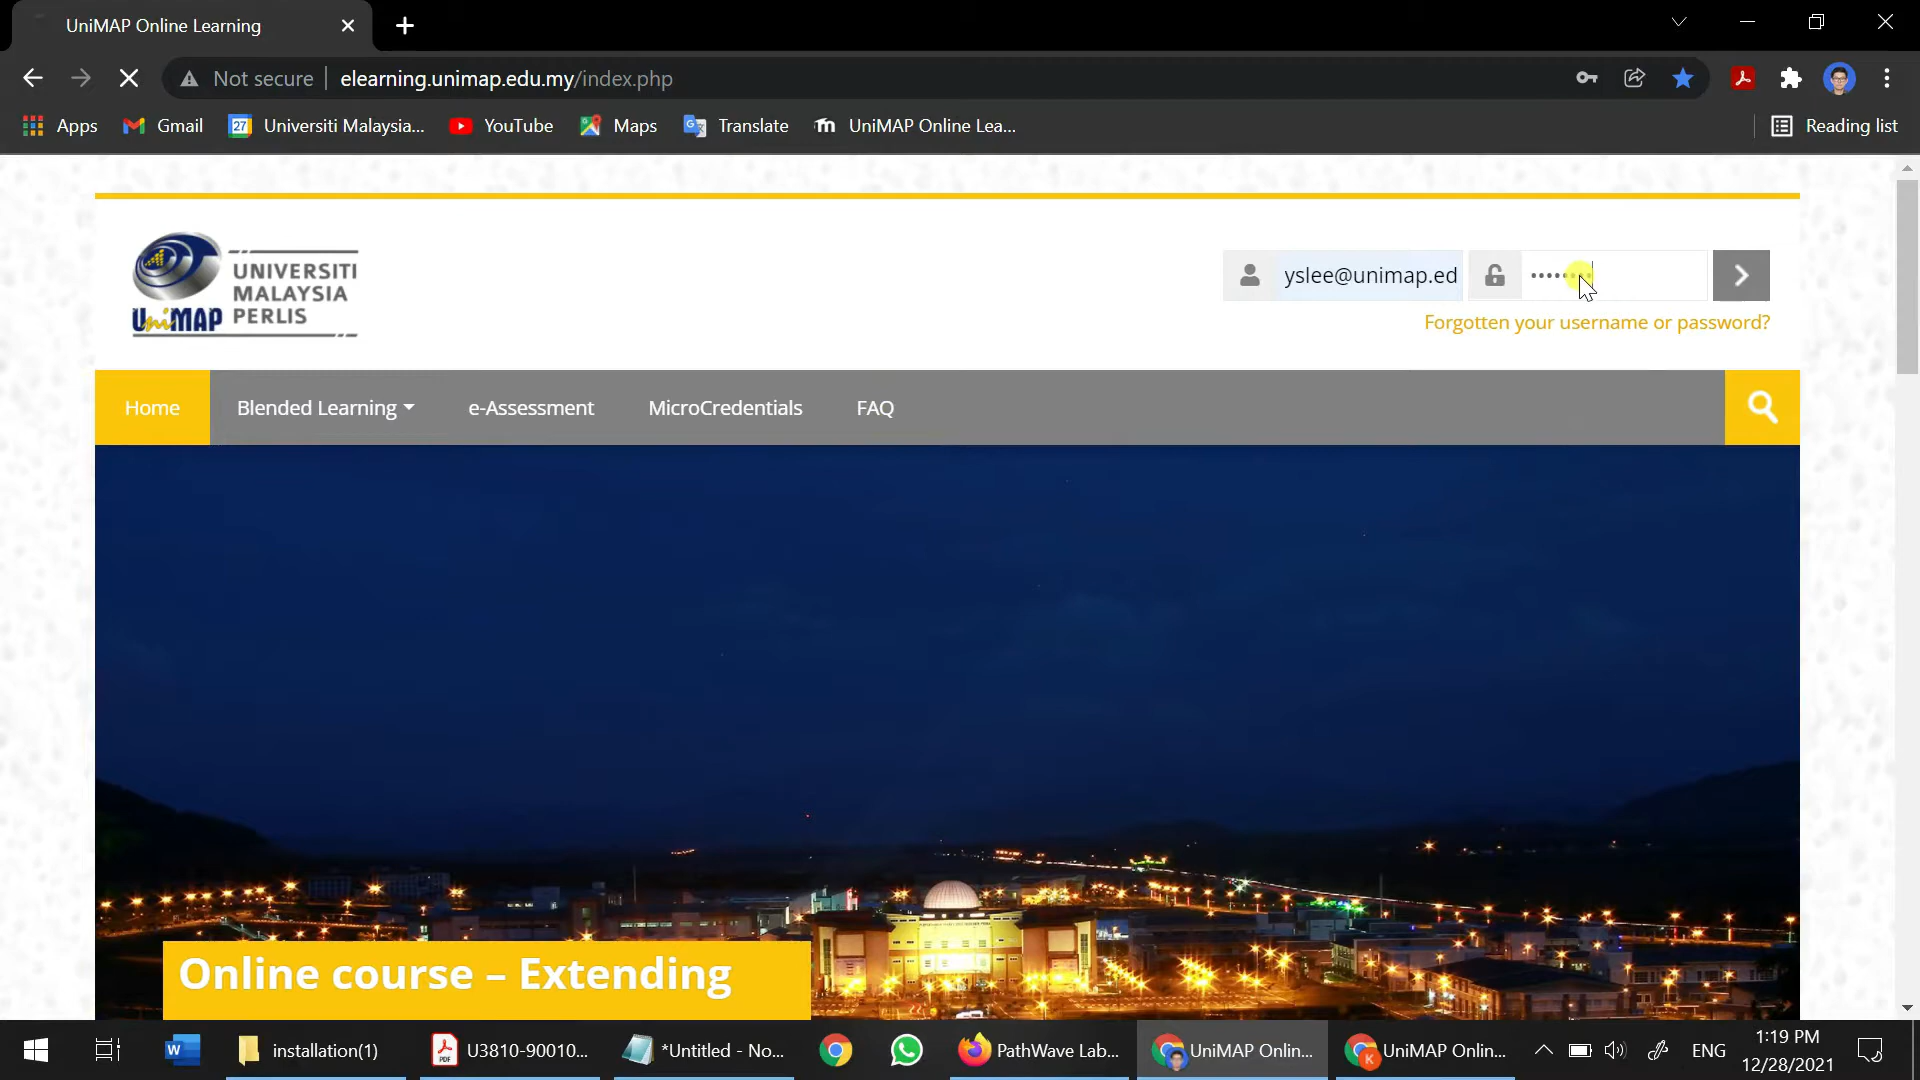 UniMAP Online Learning
Not secure
elearning.unimap.edu.my/index.php
Apps
Gmail
27
Universiti Malaysia...
YouTube
Maps
Translate
UniMAP Online Lea...
Reading list
UNIVERSITI
MALAYSIA
PERLIS
UniMAP
yslee@unimap.ed
••••••••
Forgotten your username or password?
Home
Blended Learning
e-Assessment
MicroCredentials
FAQ
Online course – Extending
installation(1)
U3810-90010...
*Untitled - No...
PathWave Lab...
UniMAP Onlin...
K
UniMAP Onlin...
ENG
1:19 PM
12/28/2021